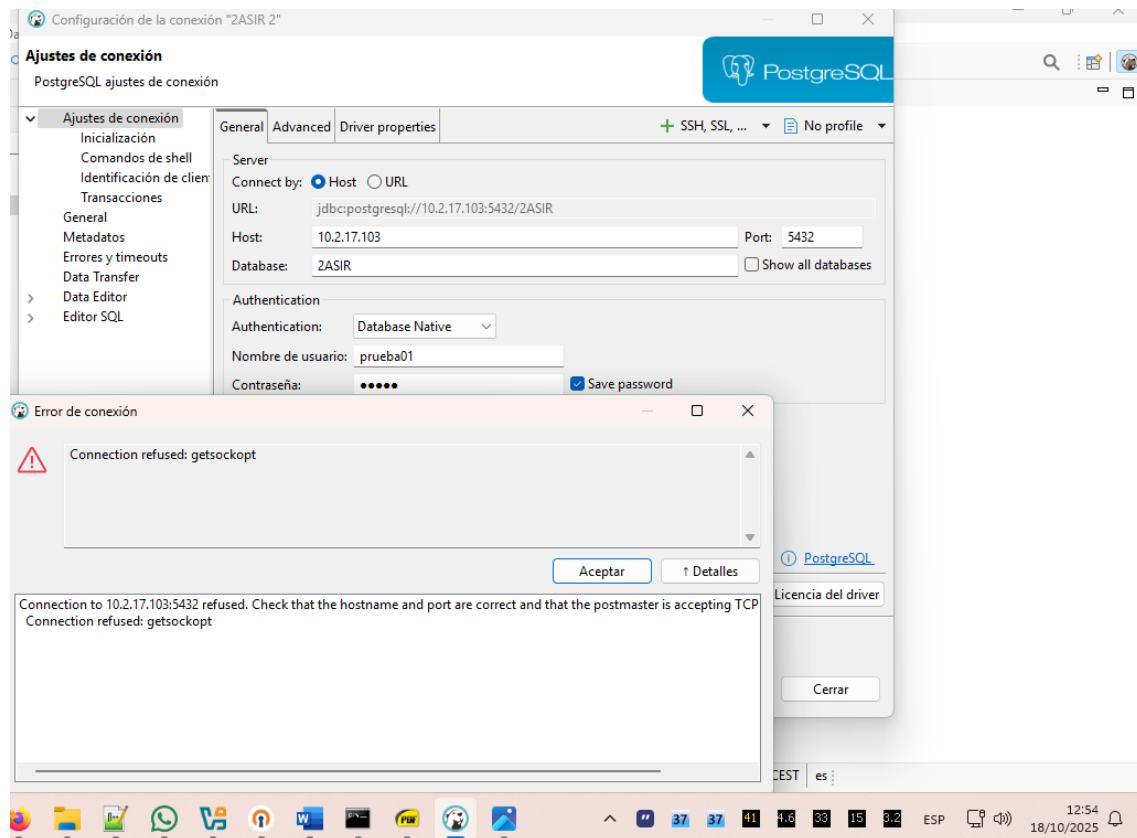 Configuración de la conexión "2ASIR 2"
Ajustes de conexión
PostgreSQL ajustes de conexión
PostgreSQL
Ajustes de conexión
Inicialización
Comandos de shell
Identificación de clien
Transacciones
General
Metadatos
Errores y timeouts
Data Transfer
Data Editor
Editor SQL
General Advanced Driver properties
SSH, SSL, ... No profile
Server
Connect by: Host URL
URL: jdbc:postgresql://10.2.17.103:5432/2ASIR
Host: 10.2.17.103 Port: 5432
Database: 2ASIR Show all databases
Authentication
Authentication: Database Native
Nombre de usuario: prueba01
Contraseña: ••••• Save password
Error de conexión
Connection refused: getsockopt
Aceptar ↑ Detalles
Connection to 10.2.17.103:5432 refused. Check that the hostname and port are correct and that the postmaster is accepting TCP
Connection refused: getsockopt
PostgreSQL
Licencia del driver
Cerrar
CEST es
37 37 41 4.6 33 15 3.2 ESP 12:54
18/10/2025